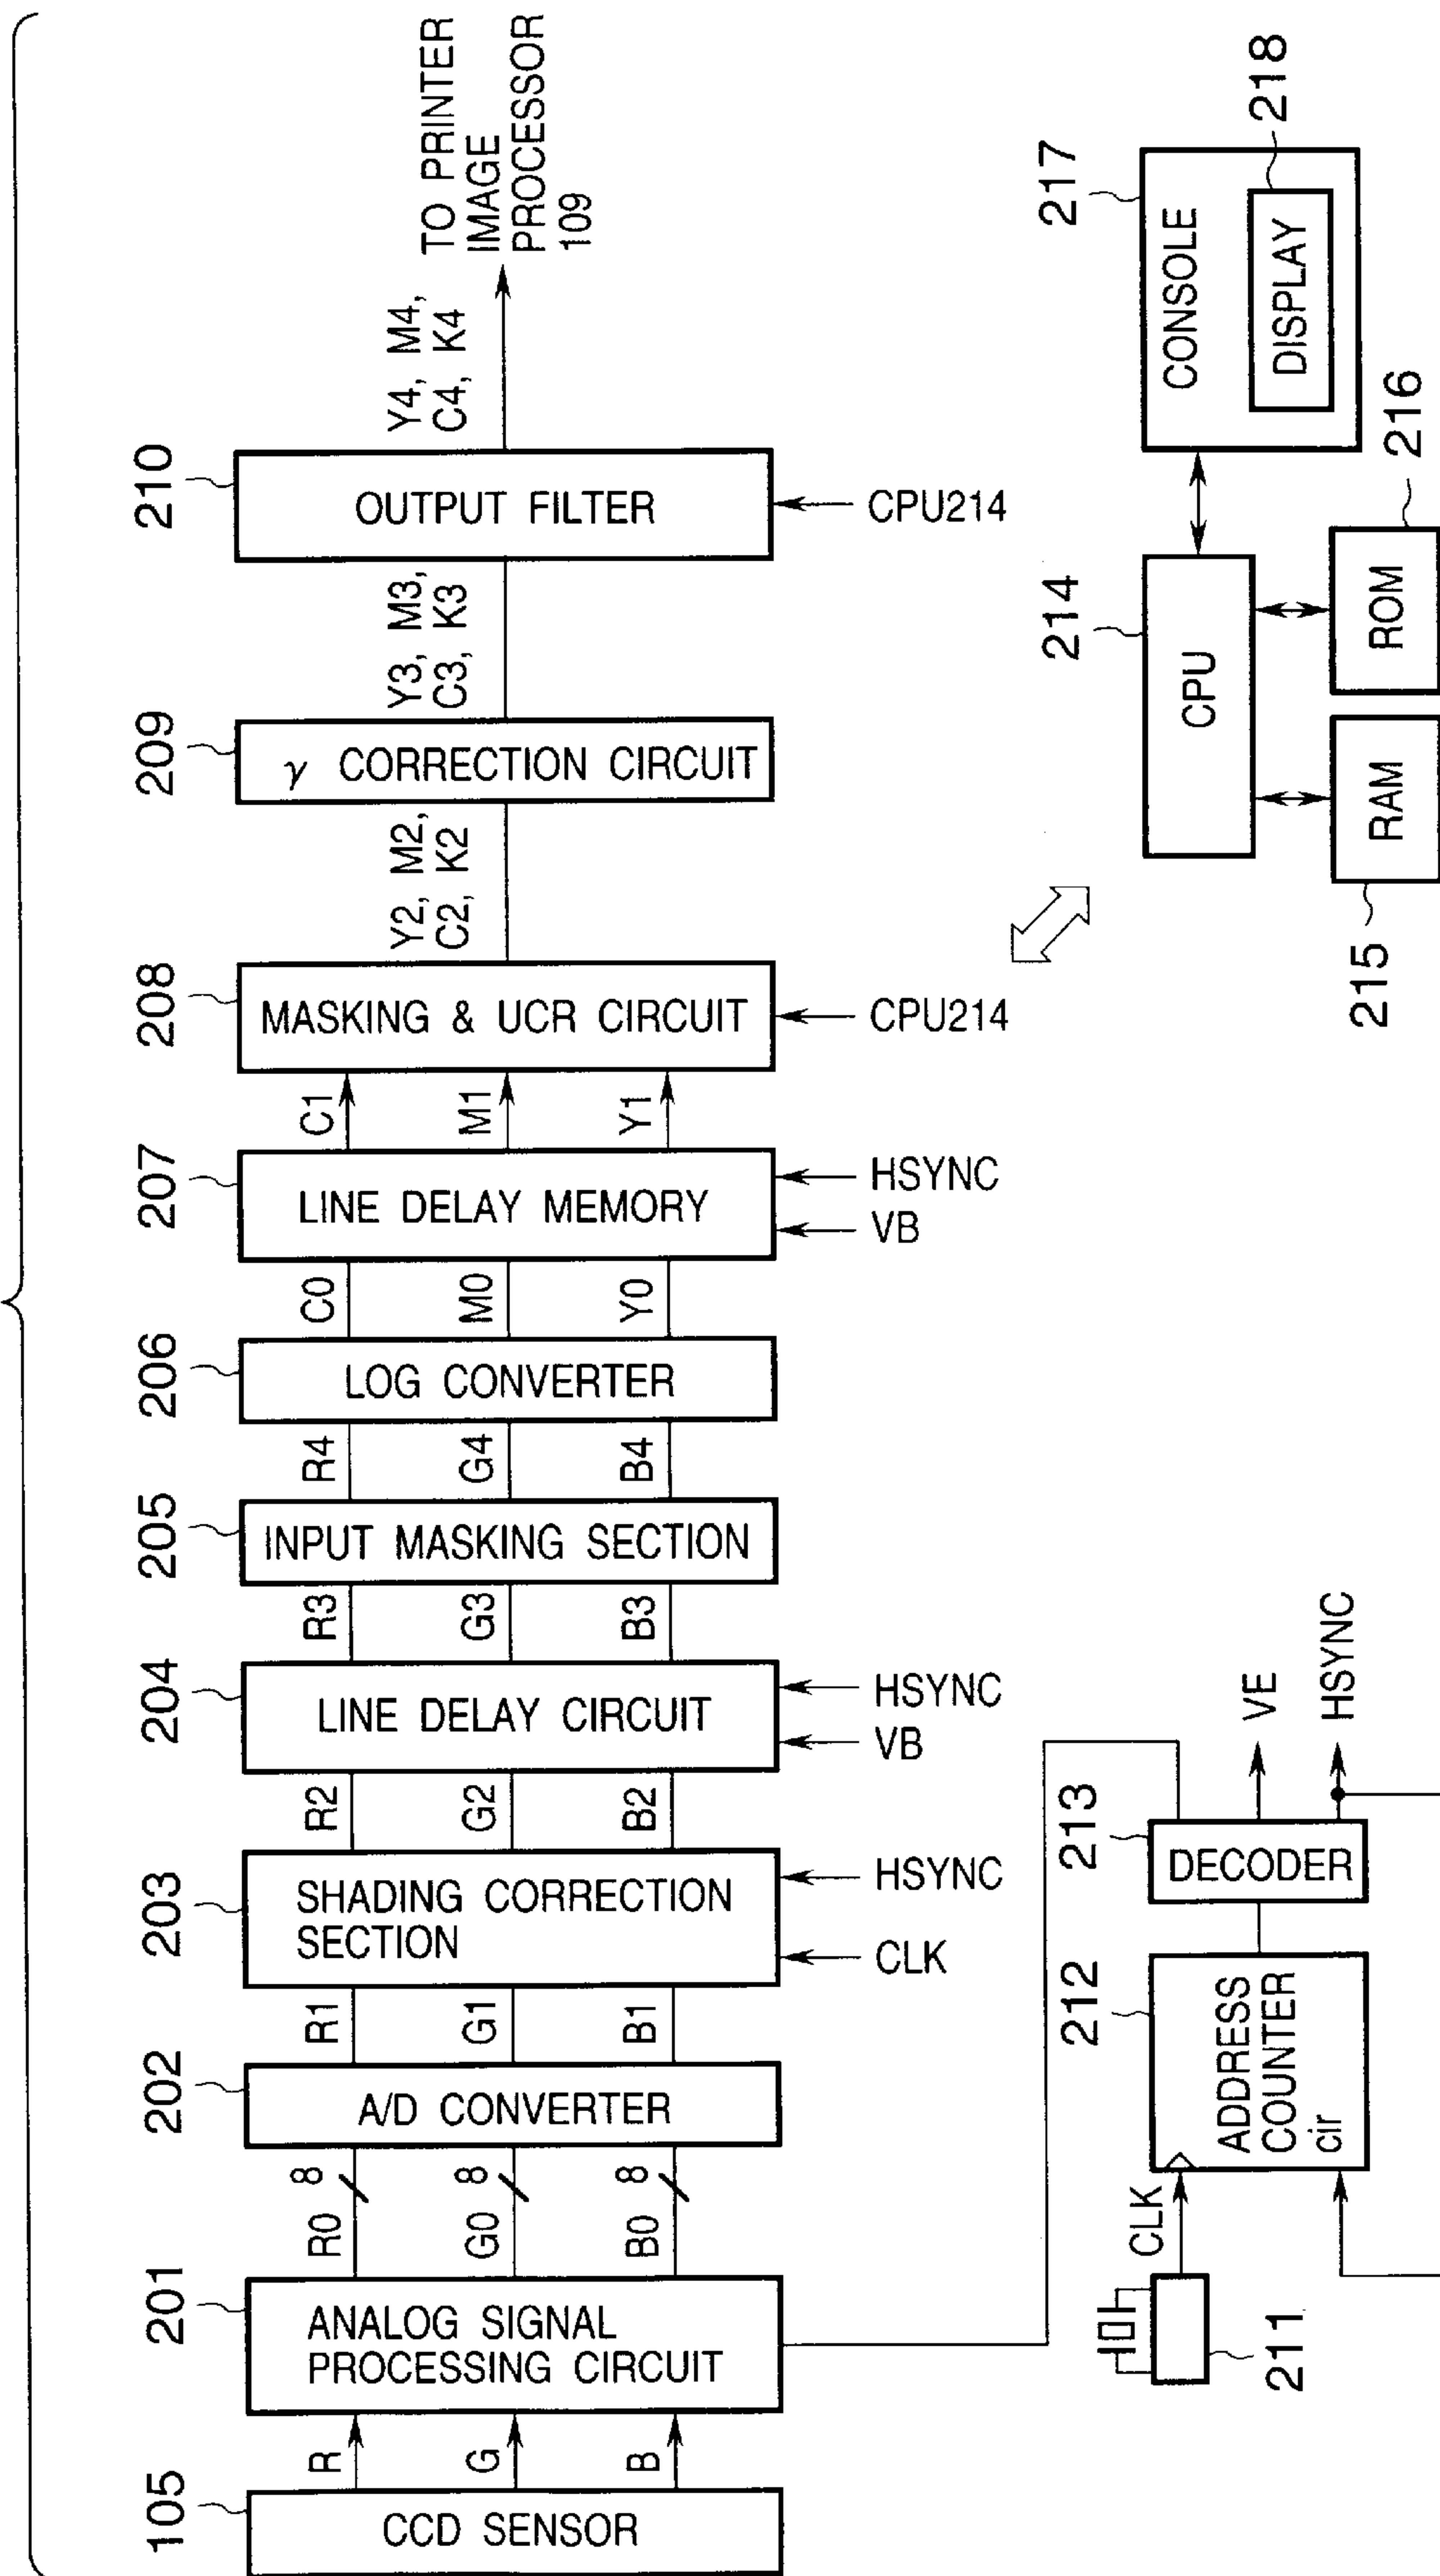 105
CCD SENSOR
R
G
B
201
ANALOG SIGNAL
PROCESSING CIRCUIT
R0
8
G0
8
B0
8
202
A/D CONVERTER
R1
G1
B1
203
SHADING CORRECTION
SECTION
HSYNC
CLK
R2
G2
B2
204
LINE DELAY CIRCUIT
HSYNC
VB
R3
G3
B3
205
INPUT MASKING SECTION
R4
G4
B4
206
LOG CONVERTER
C0
M0
Y0
207
LINE DELAY MEMORY
HSYNC
VB
C1
M1
Y1
208
MASKING & UCR CIRCUIT
CPU214
Y2, M2,
C2, K2
209
γ CORRECTION CIRCUIT
Y3, M3,
C3, K3
210
OUTPUT FILTER
CPU214
Y4, M4,
C4, K4
TO PRINTER
IMAGE
PROCESSOR
109
211
CLK
212
ADDRESS
COUNTER
cir
213
DECODER
VE
HSYNC
214
CPU
215
RAM
216
ROM
217
CONSOLE
218
DISPLAY